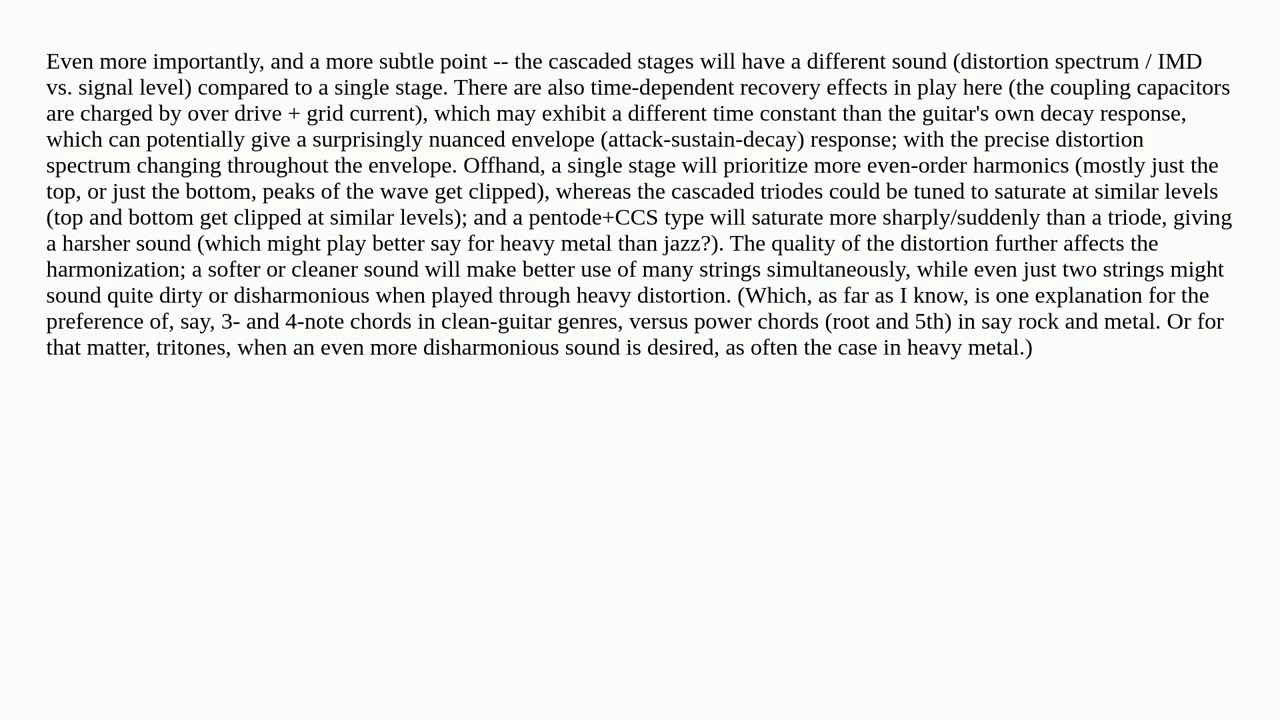 Even more importantly, and a more subtle point -- the cascaded stages will have a different sound (distortion spectrum / IMD
vs. signal level) compared to a single stage. There are also time-dependent recovery effects in play here (the coupling capacitors
are charged by over drive + grid current), which may exhibit a different time constant than the guitar's own decay response,
which can potentially give a surprisingly nuanced envelope (attack-sustain-decay) response; with the precise distortion
spectrum changing throughout the envelope. Offhand, a single stage will prioritize more even-order harmonics (mostly just the
top, or just the bottom, peaks of the wave get clipped), whereas the cascaded triodes could be tuned to saturate at similar levels
(top and bottom get clipped at similar levels); and a pentode+CCS type will saturate more sharply/suddenly than a triode, giving
a harsher sound (which might play better say for heavy metal than jazz?). The quality of the distortion further affects the
harmonization; a softer or cleaner sound will make better use of many strings simultaneously, while even just two strings might
sound quite dirty or disharmonious when played through heavy distortion. (Which, as far as I know, is one explanation for the
preference of, say, 3- and 4-note chords in clean-guitar genres, versus power chords (root and 5th) in say rock and metal. Or for
that matter, tritones, when an even more disharmonious sound is desired, as often the case in heavy metal.)